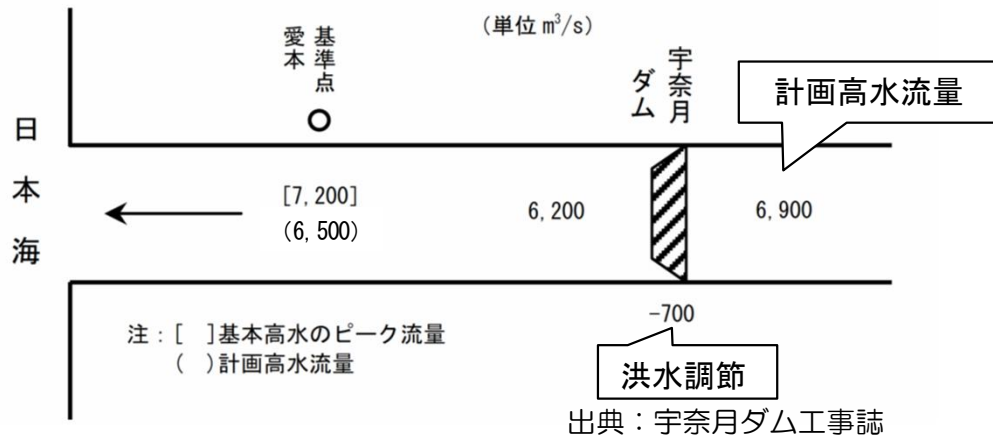 (単位 m³/s)
基準点
愛本
宇奈月
ダム
計画高水流量
日本海
[7,200]
(6,500)
6,200
6,900
-700
注：[ ]基本高水のピーク流量
( )計画高水流量
洪水調節
出典：宇奈月ダム工事誌